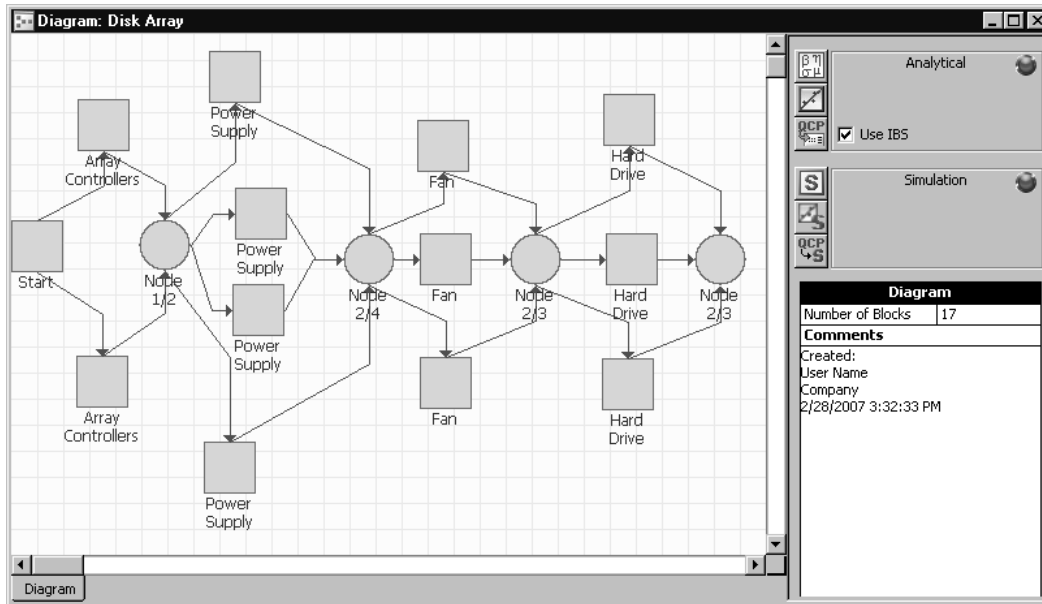 Diagram: Disk Array
Power
Supply
Array
Controllers
Fan
Hard
Drive
Start
Node
1/2
Power
Supply
Power
Supply
Node
2/4
Fan
Node
2/3
Hard
Drive
Node
2/3
Array
Controllers
Power
Supply
Fan
Hard
Drive
Diagram
β η
σ μ
Analytical
QCP
Use IBS
S
Simulation
S
QCP
S
Diagram
Number of Blocks 17
Comments
Created:
User Name
Company
2/28/2007 3:32:33 PM